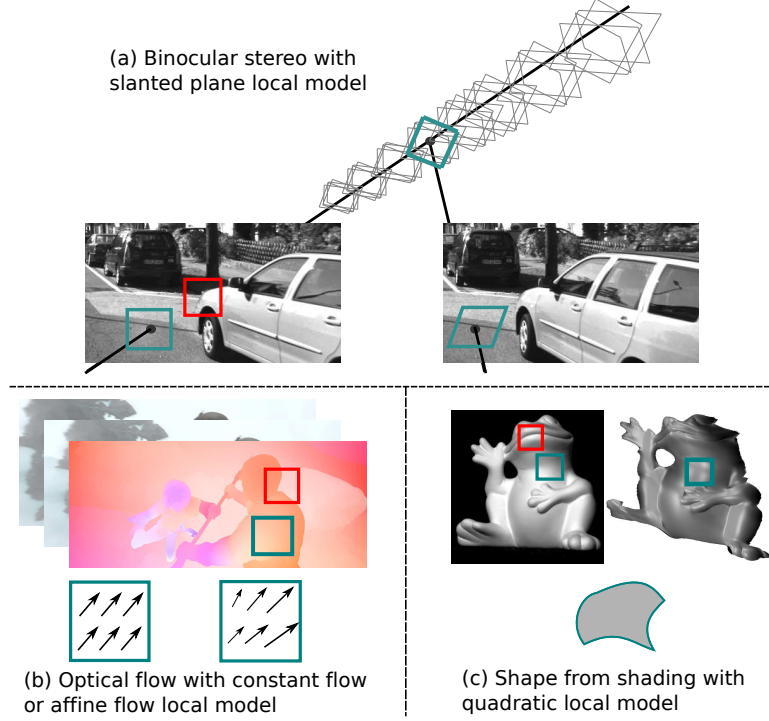 (a) Binocular stereo with
slanted plane local model
(b) Optical flow with constant flow
or affine flow local model
(c) Shape from shading with
quadratic local model